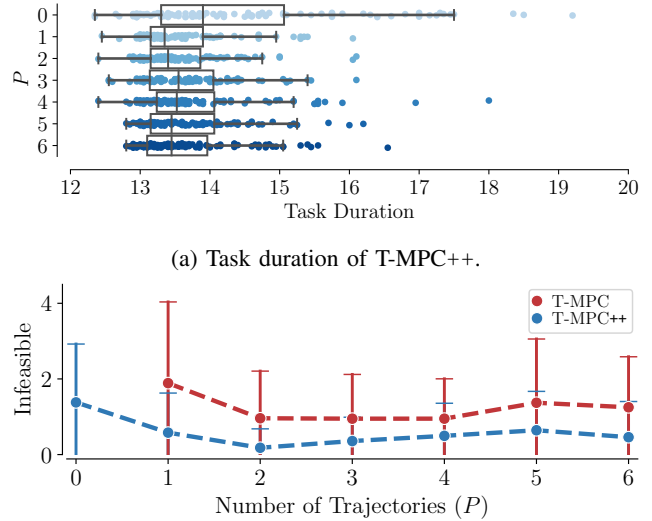 0
1
2
3
4
5
6
P
12 13 14 15 16 17 18 19 20
Task Duration
(a) Task duration of T-MPC++.
4
2
0
Infeasible
T-MPC
T-MPC++
0 1 2 3 4 5 6
Number of Trajectories (P)